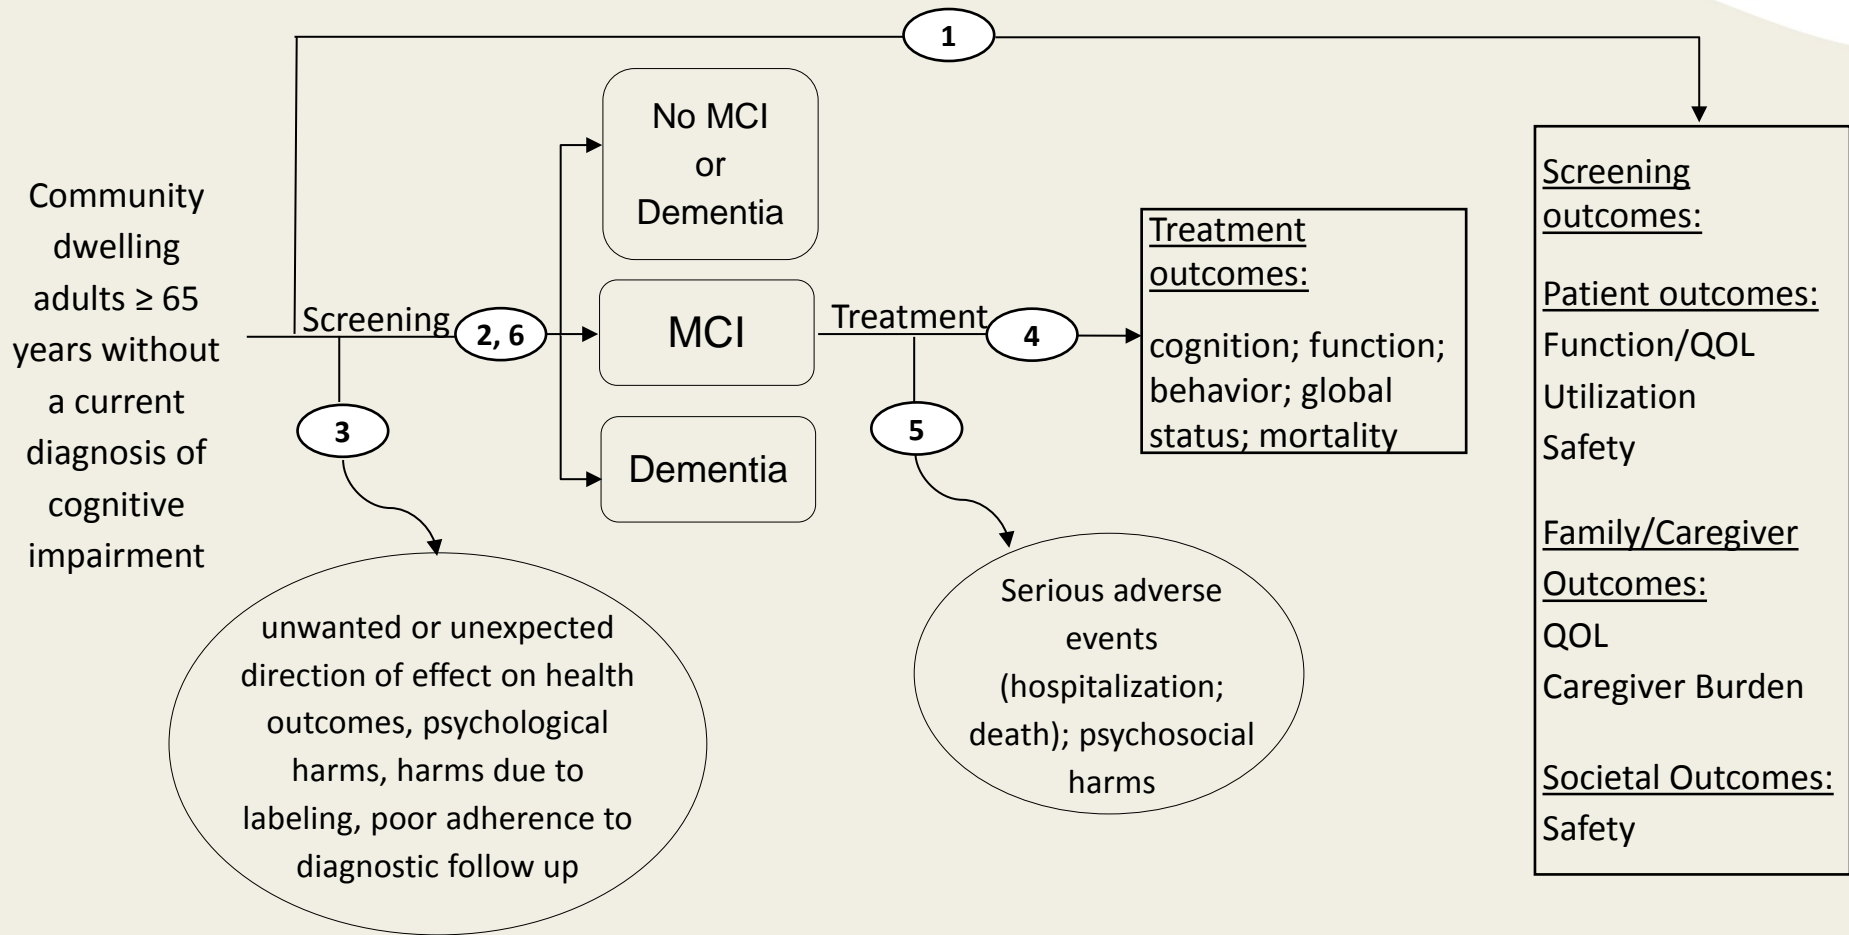 1
Community
dwelling
adults ≥ 65
years without
a current
diagnosis of
cognitive
impairment
Screening
2, 6
3
unwanted or unexpected
direction of effect on health
outcomes, psychological
harms, harms due to
labeling, poor adherence to
diagnostic follow up
No MCI
or
Dementia
MCI
Dementia
Treatment
4
5
Serious adverse
events
(hospitalization;
death); psychosocial
harms
Treatment
outcomes:
cognition; function;
behavior; global
status; mortality
Screening
outcomes:
Patient outcomes:
Function/QOL
Utilization
Safety
Family/Caregiver
Outcomes:
QOL
Caregiver Burden
Societal Outcomes:
Safety